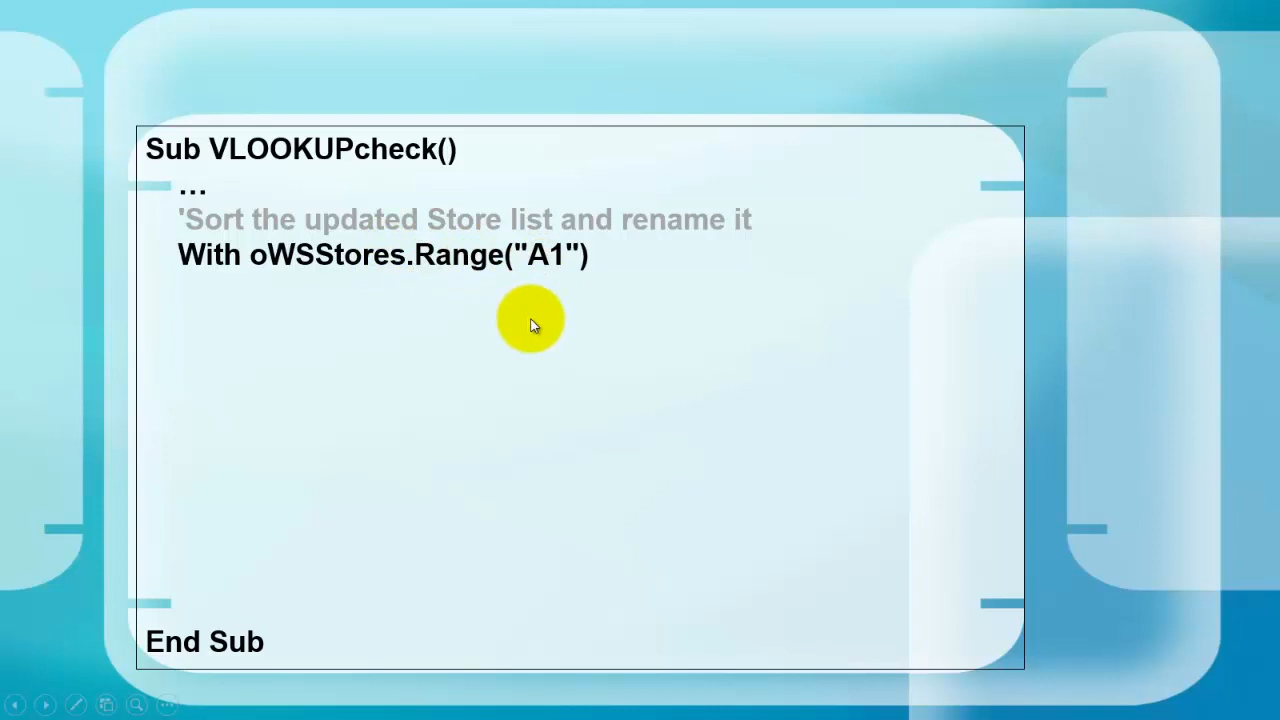 Sub VLOOKUPcheck()
…
'Sort the updated Store list and rename it
With oWSStores.Range("A1")
End Sub